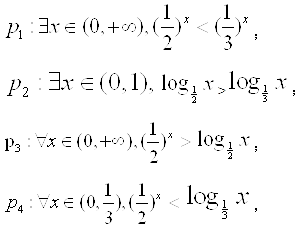 p₁ : ∃x ∈ (0, +∞), (1/2)ˣ < (1/3)ˣ ,
p₂ : ∃x ∈ (0, 1), log_{1/2} x > log_{1/3} x ,
p₃ : ∀x ∈ (0, +∞), (1/2)ˣ > log_{1/2} x ,
p₄ : ∀x ∈ (0, 1/3), (1/2)ˣ < log_{1/3} x ,